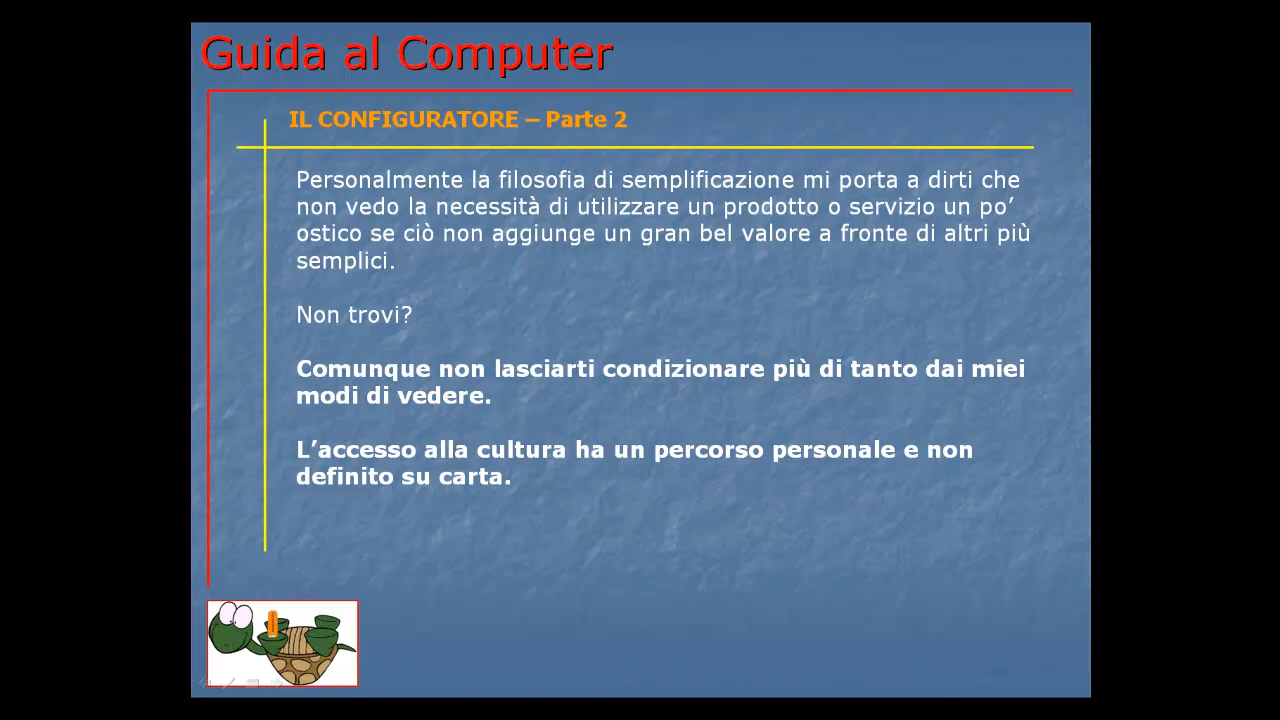 Guida al Computer
IL CONFIGURATORE – Parte 2
Personalmente la filosofia di semplificazione mi porta a dirti che
non vedo la necessità di utilizzare un prodotto o servizio un po’
ostico se ciò non aggiunge un gran bel valore a fronte di altri più
semplici.
Non trovi?
Comunque non lasciarti condizionare più di tanto dai miei
modi di vedere.
L’accesso alla cultura ha un percorso personale e non
definito su carta.